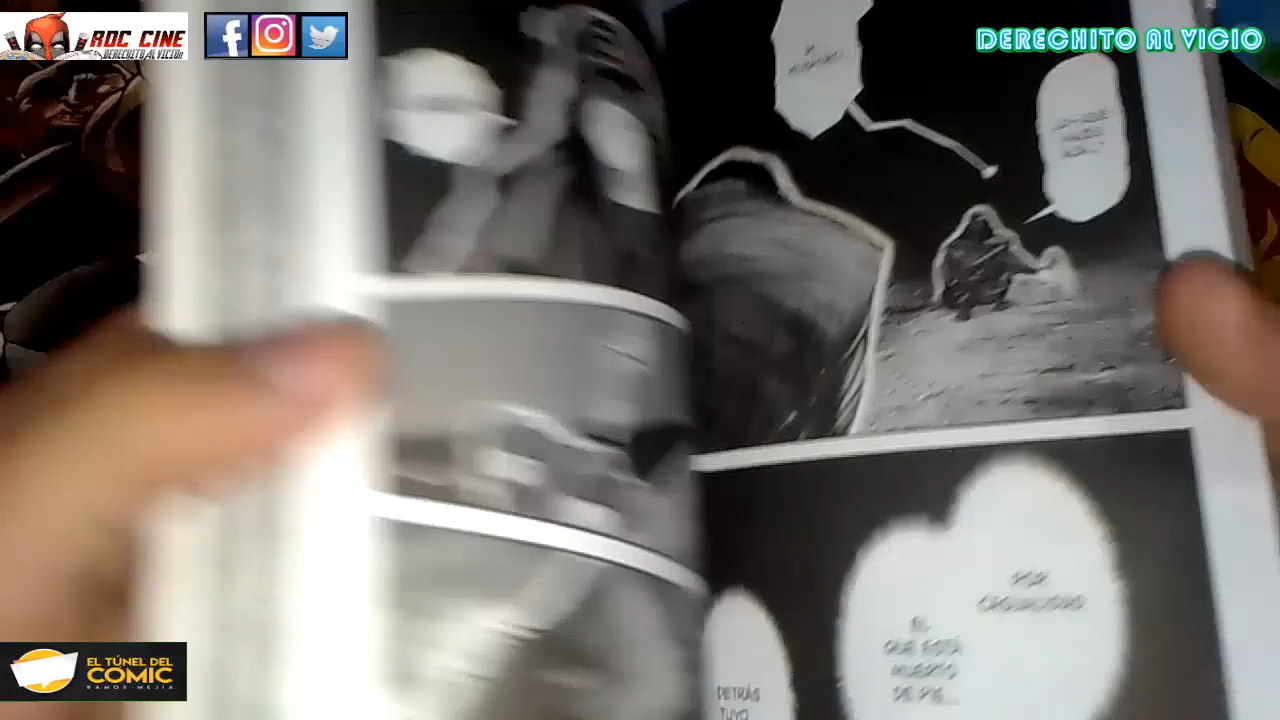 RDC CINE
DERECHITO AL VICIO!
DERECHITO AL VICIO
POR
CASUALIDAD
EL
QUE ESTÁ
MUERTO
DE PIE...
DETRÁS
TUYO
EL TÚNEL DEL
COMIC
RAMOS MEJÍA